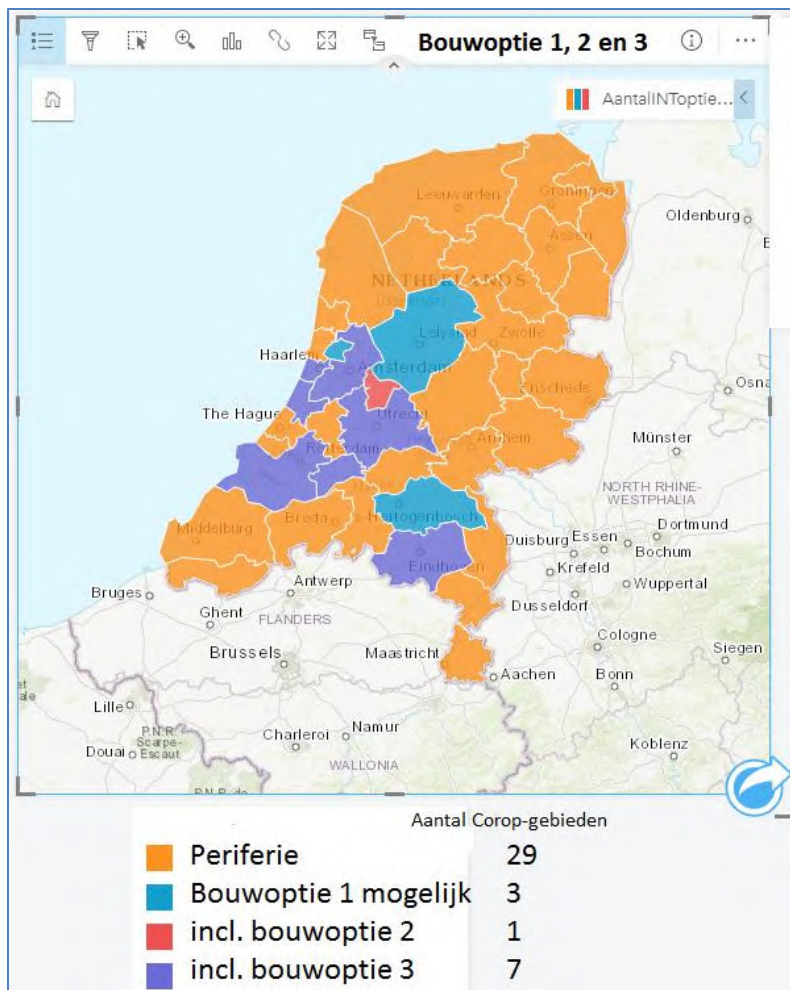 Bouwoptie 1, 2 en 3
AantalINToptie...
Leeuwarden
Groningen
Oldenburg
Assen
NETHERLANDS
Lelystad
Zwolle
Haarlem
Amsterdam
Enschede
Osna
The Hague
Utrecht
Rotterdam
Arnhem
Münster
NORTH RHINE-
WESTPHALIA
s-Hertogenbosch
Middelburg
Breda
Duisburg
Essen
Dortmund
Bochum
Eindhoven
Krefeld
Bruges
Antwerp
Wuppertal
Ghent
FLANDERS
Dusseldorf
Cologne
Brussels
Maastricht
Siegen
Aachen
Bonn
Lille
Namur
P.N.R.
Scarpe-
Escaut
Douai
Charleroi
Koblenz
WALLONIA
Aantal Corop-gebieden
Periferie 29
Bouwoptie 1 mogelijk 3
incl. bouwoptie 2 1
incl. bouwoptie 3 7